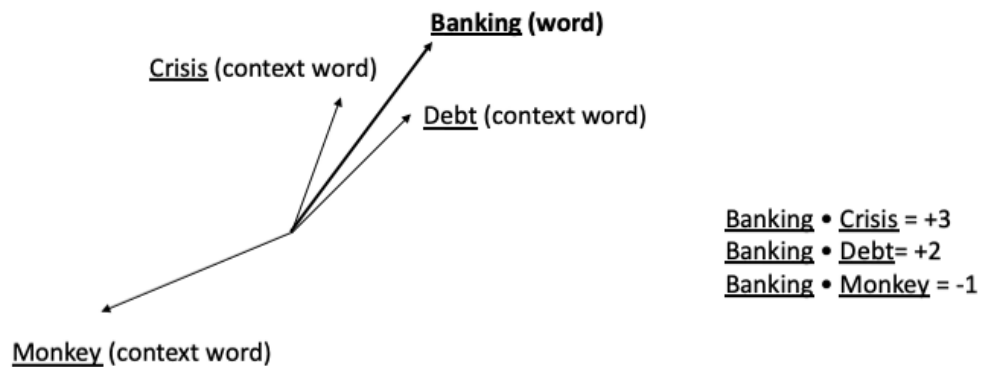 Banking (word)
Crisis (context word)
Debt (context word)
Banking • Crisis = +3
Banking • Debt= +2
Banking • Monkey = -1
Monkey (context word)